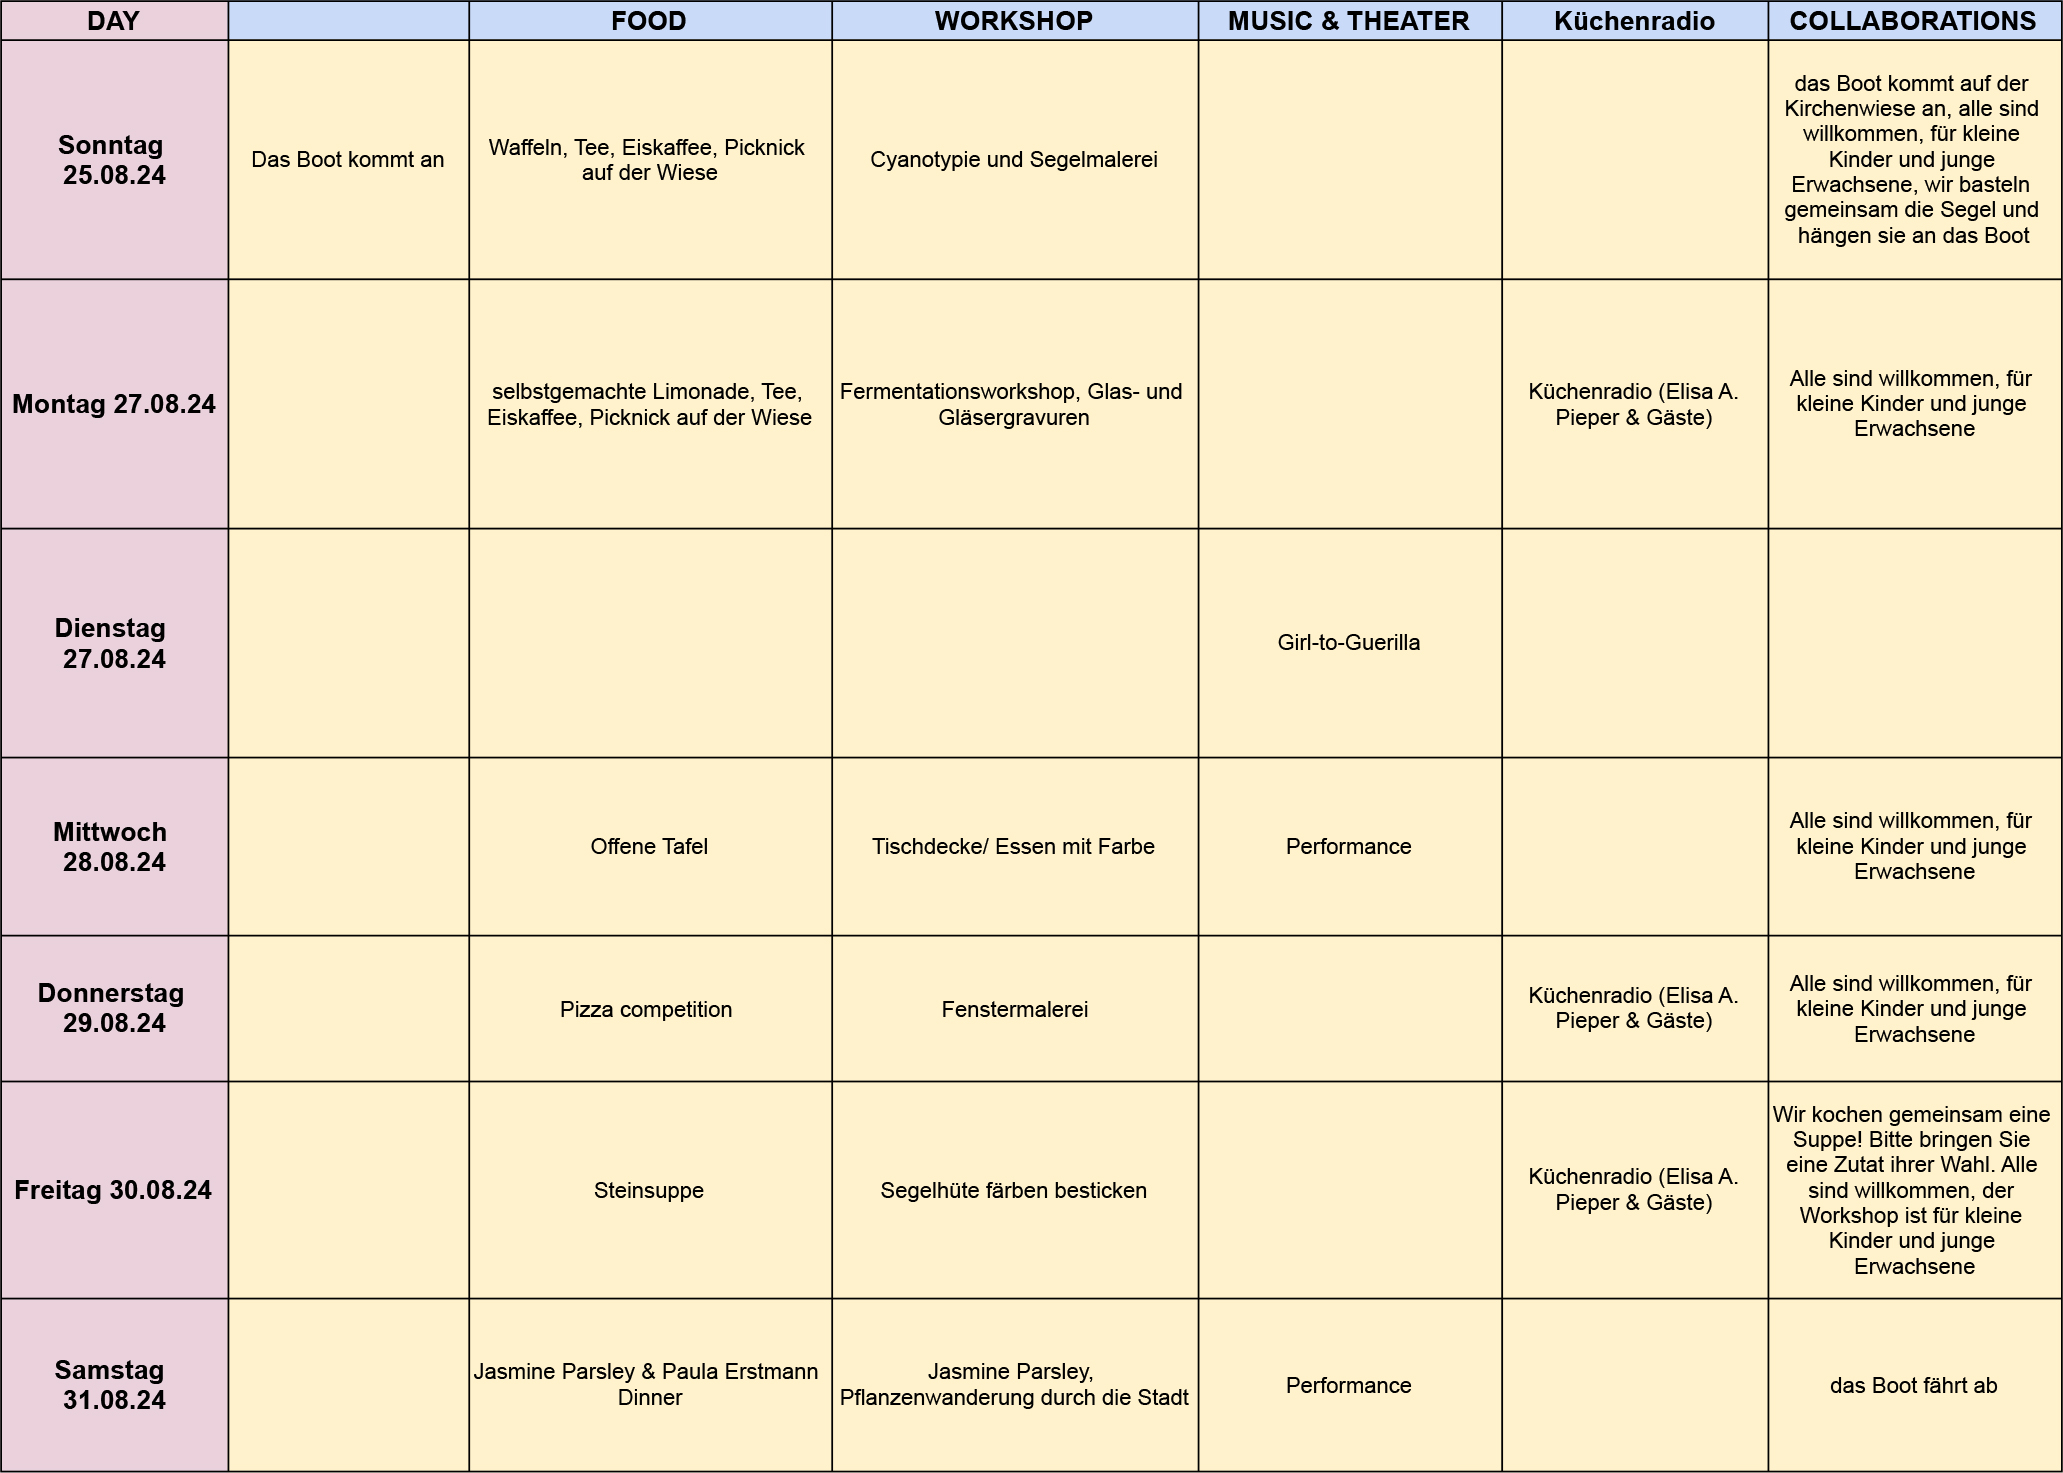 DAY
FOOD
WORKSHOP
MUSIC & THEATER
Küchenradio
COLLABORATIONS
Sonntag
25.08.24
Das Boot kommt an
Waffeln, Tee, Eiskaffee, Picknick
auf der Wiese
Cyanotypie und Segelmalerei
das Boot kommt auf der
Kirchenwiese an, alle sind
willkommen, für kleine
Kinder und junge
Erwachsene, wir basteln
gemeinsam die Segel und
hängen sie an das Boot
Montag 27.08.24
selbstgemachte Limonade, Tee,
Eiskaffee, Picknick auf der Wiese
Fermentationsworkshop, Glas- und
Gläsergravuren
Küchenradio (Elisa A.
Pieper & Gäste)
Alle sind willkommen, für
kleine Kinder und junge
Erwachsene
Dienstag
27.08.24
Girl-to-Guerilla
Mittwoch
28.08.24
Offene Tafel
Tischdecke/ Essen mit Farbe
Performance
Alle sind willkommen, für
kleine Kinder und junge
Erwachsene
Donnerstag
29.08.24
Pizza competition
Fenstermalerei
Küchenradio (Elisa A.
Pieper & Gäste)
Alle sind willkommen, für
kleine Kinder und junge
Erwachsene
Freitag 30.08.24
Steinsuppe
Segelhüte färben besticken
Küchenradio (Elisa A.
Pieper & Gäste)
Wir kochen gemeinsam eine
Suppe! Bitte bringen Sie
eine Zutat ihrer Wahl. Alle
sind willkommen, der
Workshop ist für kleine
Kinder und junge
Erwachsene
Samstag
31.08.24
Jasmine Parsley & Paula Erstmann
Dinner
Jasmine Parsley,
Pflanzenwanderung durch die Stadt
Performance
das Boot fährt ab